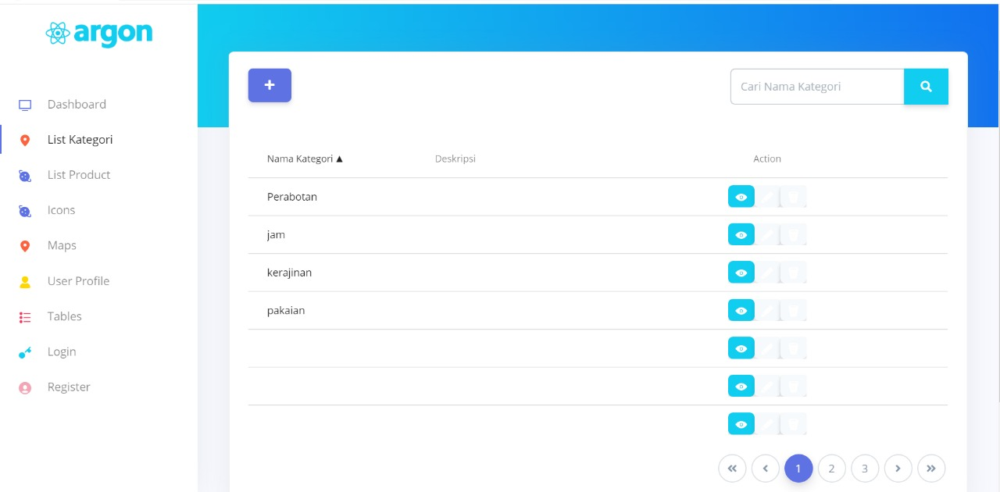 argon
Dashboard
List Kategori
List Product
Icons
Maps
User Profile
Tables
Login
Register
+
Cari Nama Kategori
Nama Kategori ▲ Deskripsi Action
Perabotan
jam
kerajinan
pakaian
« ‹ 1 2 3 › »